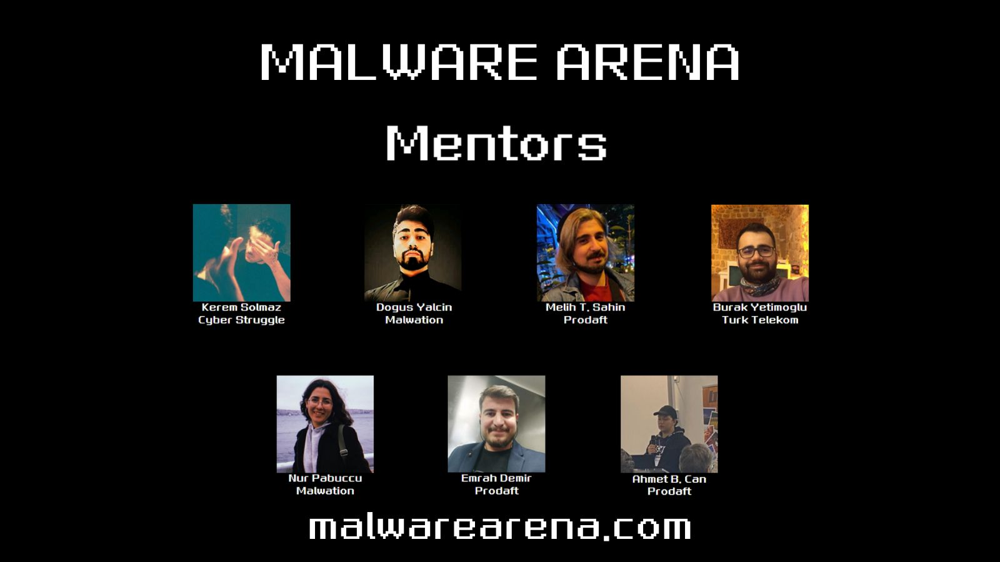 MALWARE ARENA
Mentors
Kerem Solmaz
Cyber Struggle
Dogus Yalcin
Malwation
Melih T. Sahin
Prodaft
Burak Yetimoglu
Turk Telekom
Nur Pabuccu
Malwation
Emrah Demir
Prodaft
Ahmet B. Can
Prodaft
malwarearena.com